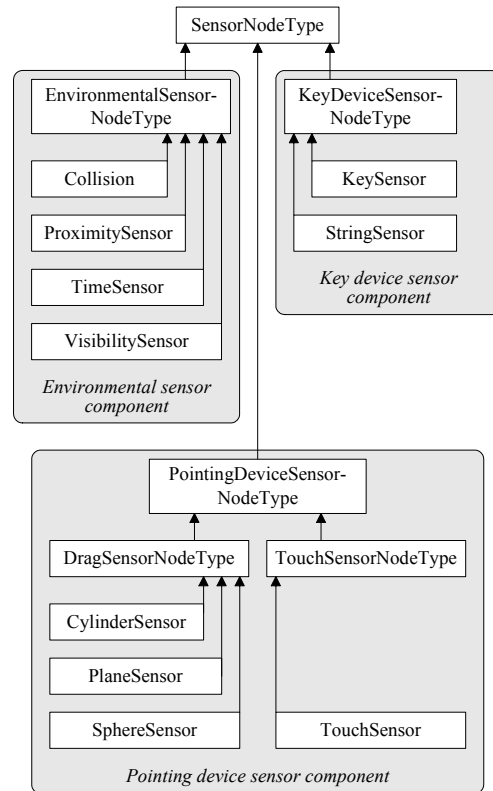 SensorNodeType
EnvironmentalSensor-
NodeType
Collision
ProximitySensor
TimeSensor
VisibilitySensor
Environmental sensor
component
KeyDeviceSensor-
NodeType
KeySensor
StringSensor
Key device sensor
component
PointingDeviceSensor-
NodeType
DragSensorNodeType
TouchSensorNodeType
CylinderSensor
PlaneSensor
SphereSensor
TouchSensor
Pointing device sensor component